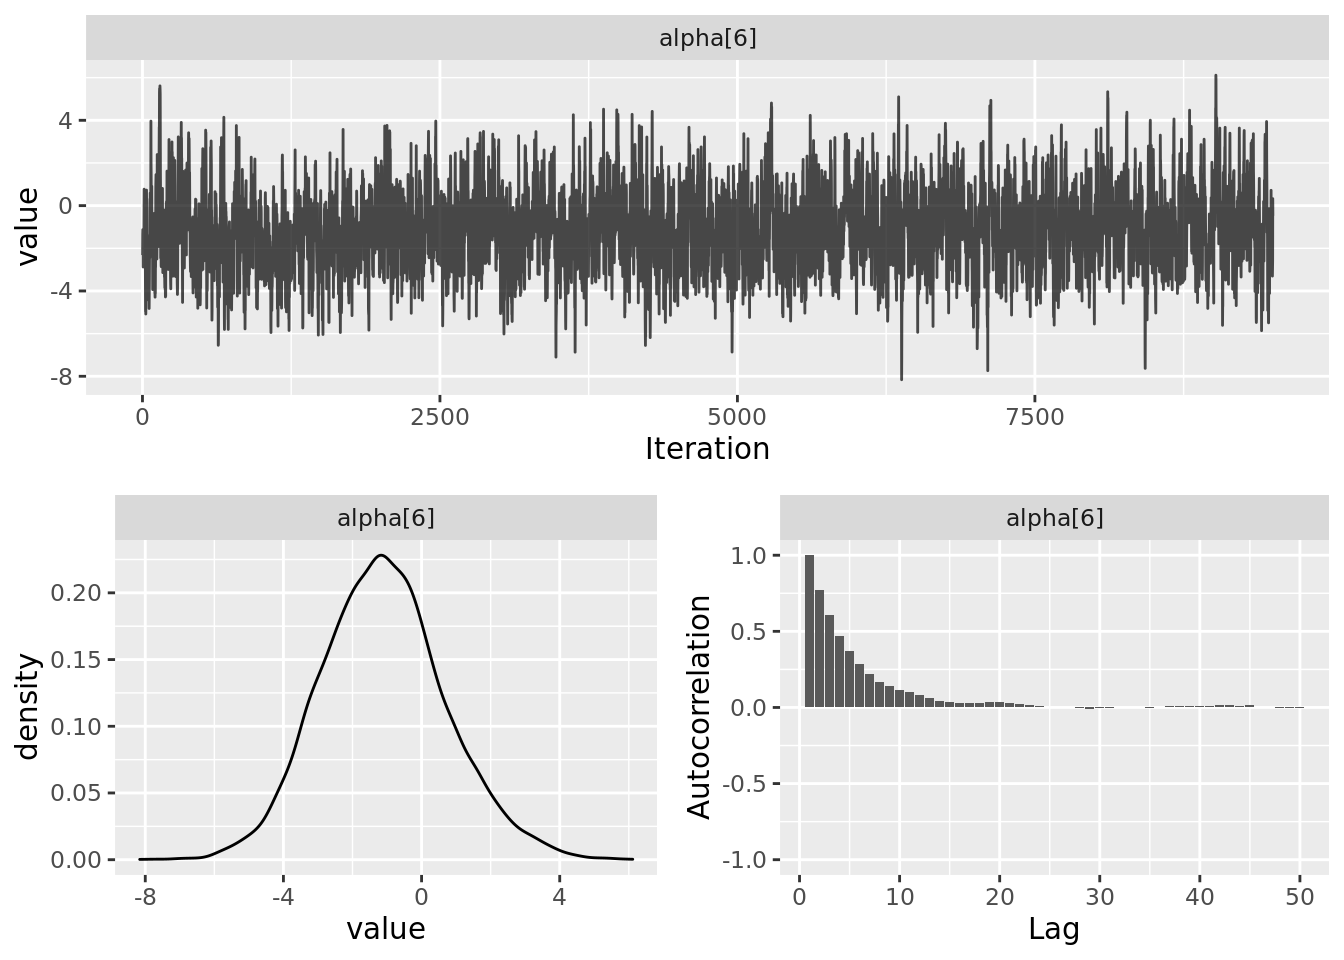 alpha[6]
4
0
-4
-8
value
0 2500 5000 7500
Iteration
alpha[6]
0.20
0.15
0.10
0.05
0.00
density
-8 -4 0 4
value
alpha[6]
1.0
0.5
0.0
-0.5
-1.0
Autocorrelation
0 10 20 30 40 50
Lag